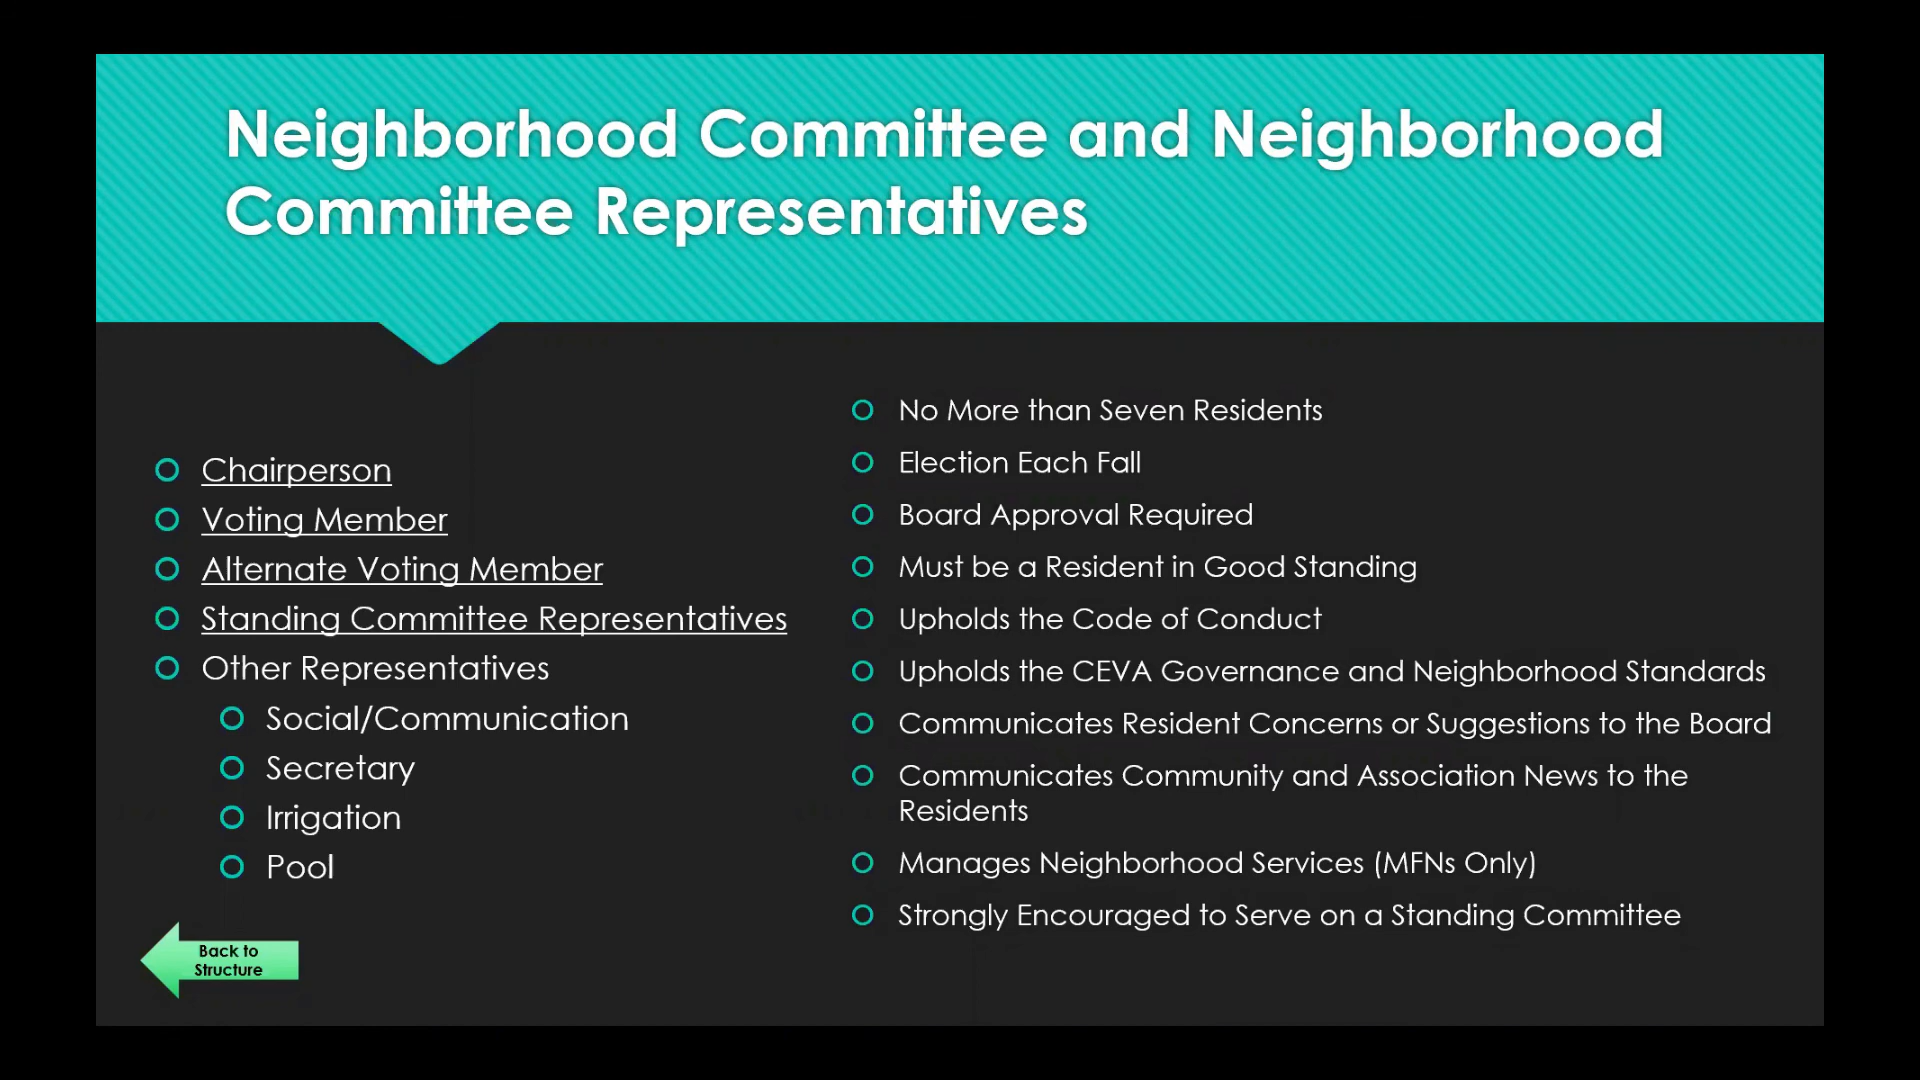 Neighborhood Committee and Neighborhood
Committee Representatives
Chairperson
Voting Member
Alternate Voting Member
Standing Committee Representatives
Other Representatives
Social/Communication
Secretary
Irrigation
Pool
Back to
Structure
No More than Seven Residents
Election Each Fall
Board Approval Required
Must be a Resident in Good Standing
Upholds the Code of Conduct
Upholds the CEVA Governance and Neighborhood Standards
Communicates Resident Concerns or Suggestions to the Board
Communicates Community and Association News to the
Residents
Manages Neighborhood Services (MFNs Only)
Strongly Encouraged to Serve on a Standing Committee